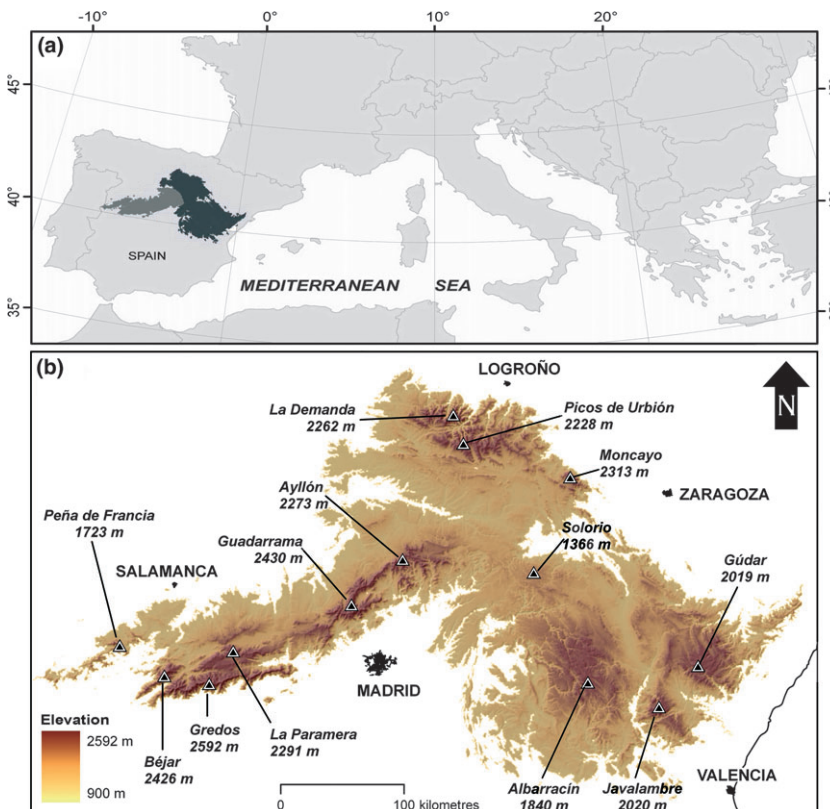 -10°
0°
10°
20°
(a)
45°
40°
35°
SPAIN
MEDITERRANEAN SEA
(b)
LOGROÑO
N
La Demanda
2262 m
Picos de Urbión
2228 m
Moncayo
2313 m
ZARAGOZA
Ayllón
2273 m
Peña de Francia
1723 m
Guadarrama
2430 m
Solorio
1366 m
Gúdar
2019 m
SALAMANCA
MADRID
Elevation
2592 m
900 m
Béjar
2426 m
Gredos
2592 m
La Paramera
2291 m
0
100 kilometres
Albarracín
1840 m
Javalambre
2020 m
VALENCIA